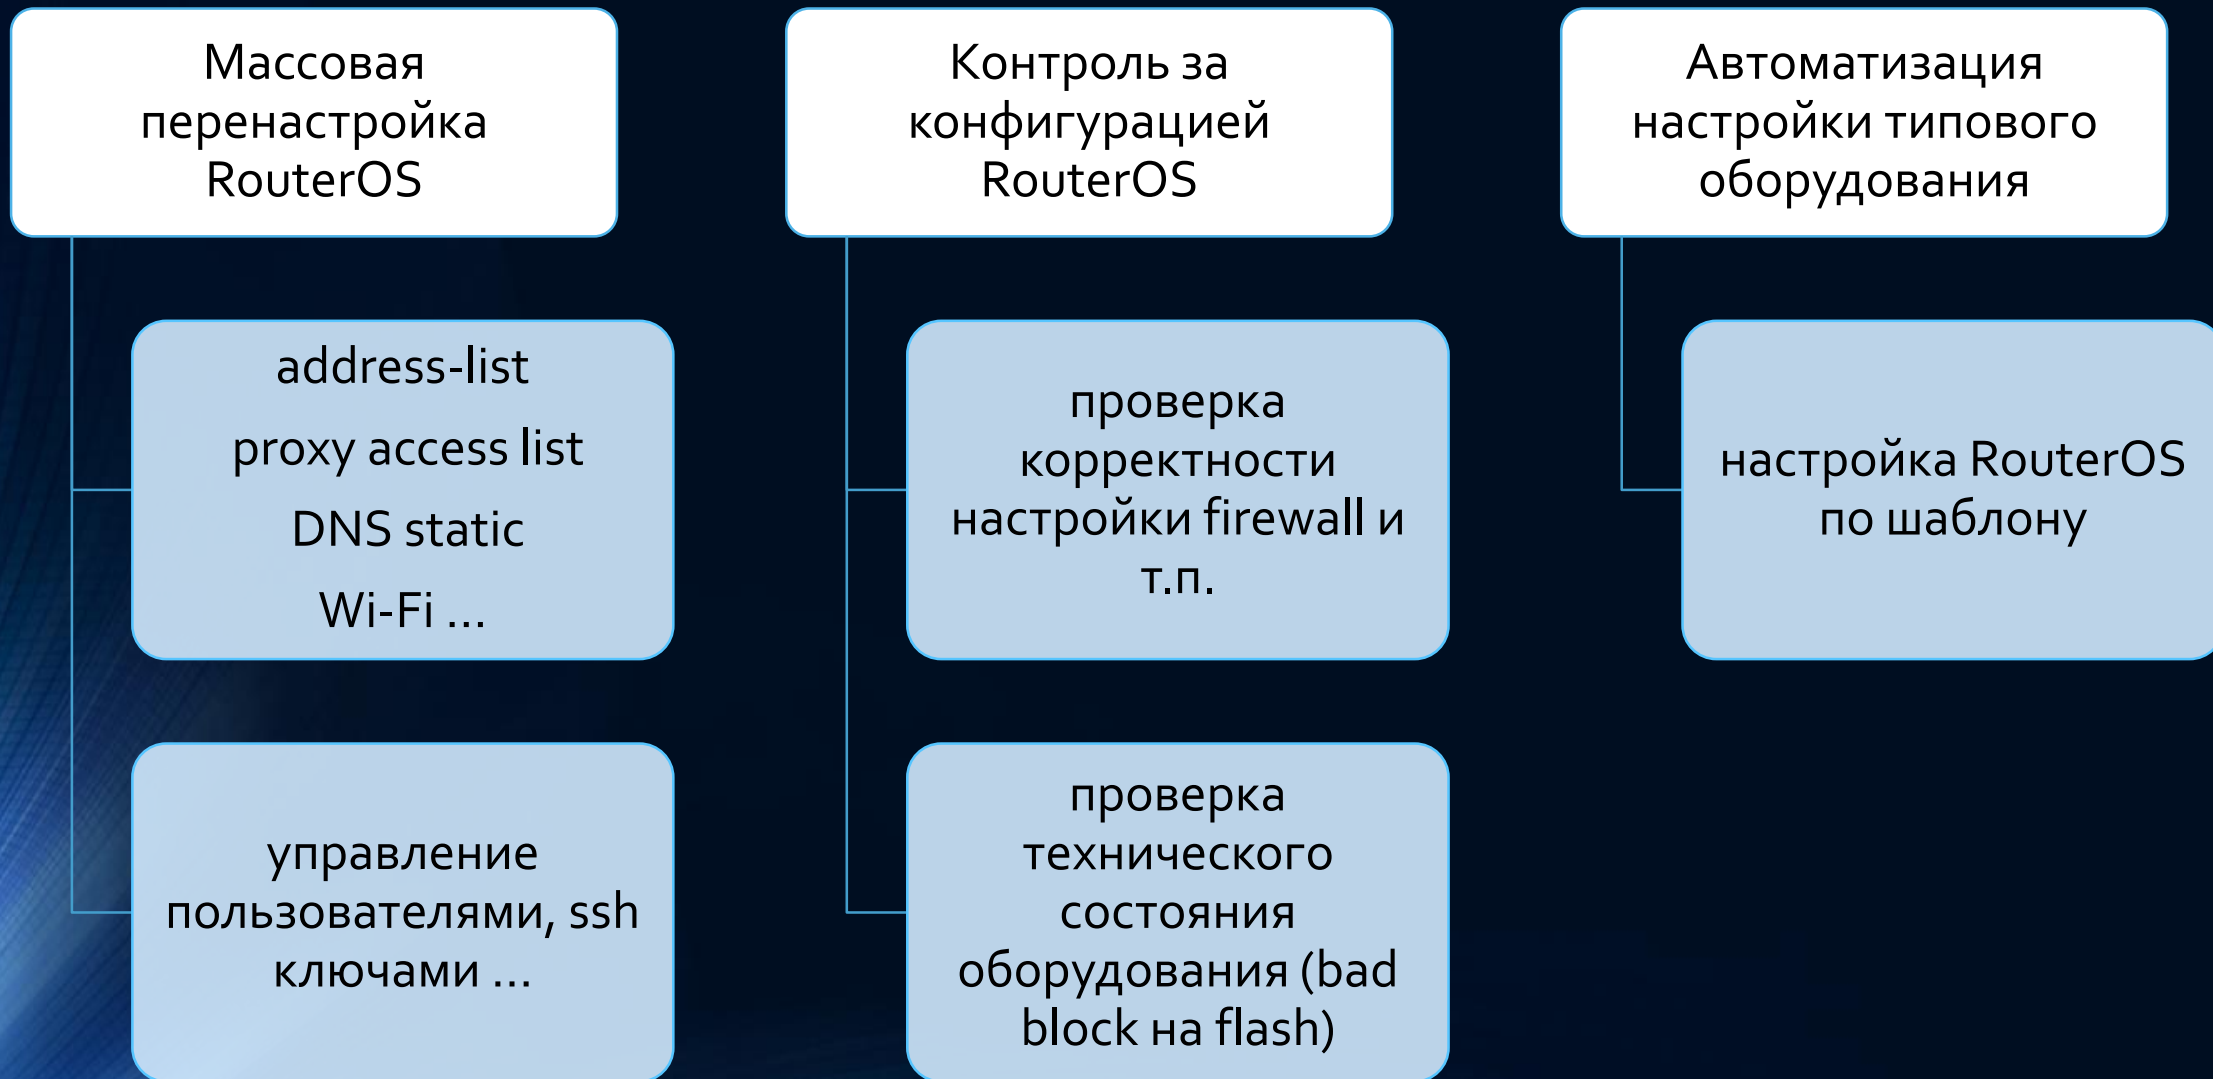 Массовая
перенастройка
RouterOS
address-list
proxy access list
DNS static
Wi-Fi ...
управление
пользователями, ssh
ключами ...
Контроль за
конфигурацией
RouterOS
проверка
корректности
настройки firewall и
т.п.
проверка
технического
состояния
оборудования (bad
block на flash)
Автоматизация
настройки типового
оборудования
настройка RouterOS
по шаблону